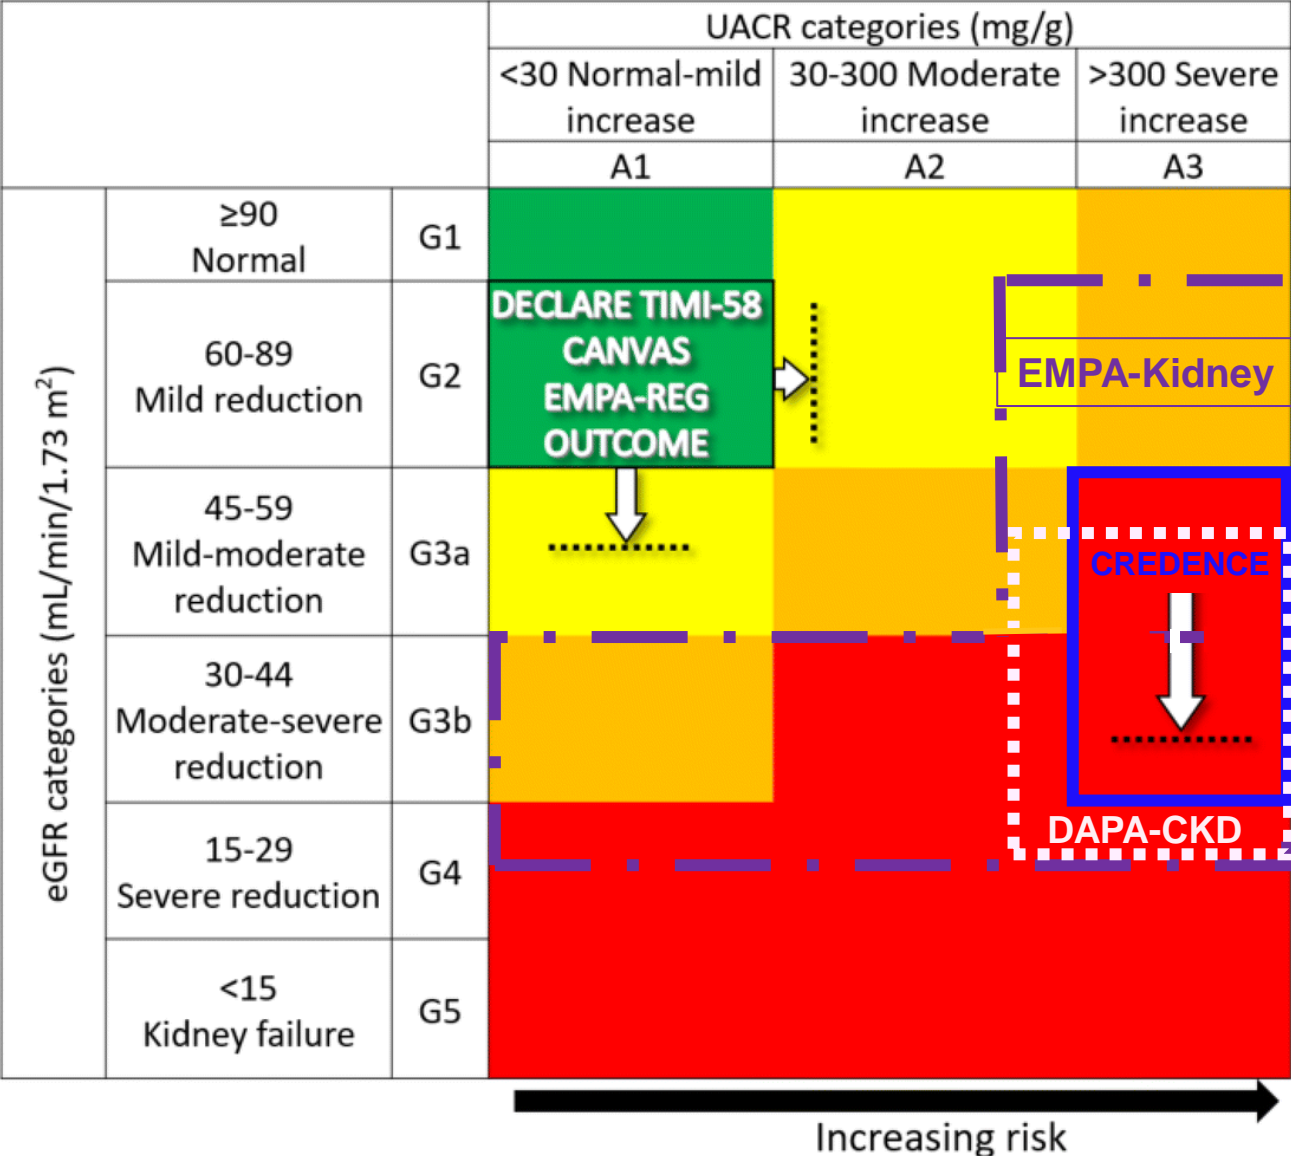 UACR categories (mg/g)
<30 Normal-mild
increase
30-300 Moderate
increase
>300 Severe
increase
A1
A2
A3
eGFR categories (mL/min/1.73 m²)
≥90
Normal
G1
60-89
Mild reduction
G2
DECLARE TIMI-58
CANVAS
EMPA-REG
OUTCOME
EMPA-Kidney
45-59
Mild-moderate
reduction
G3a
CREDENCE
30-44
Moderate-severe
reduction
G3b
15-29
Severe reduction
G4
DAPA-CKD
<15
Kidney failure
G5
Increasing risk